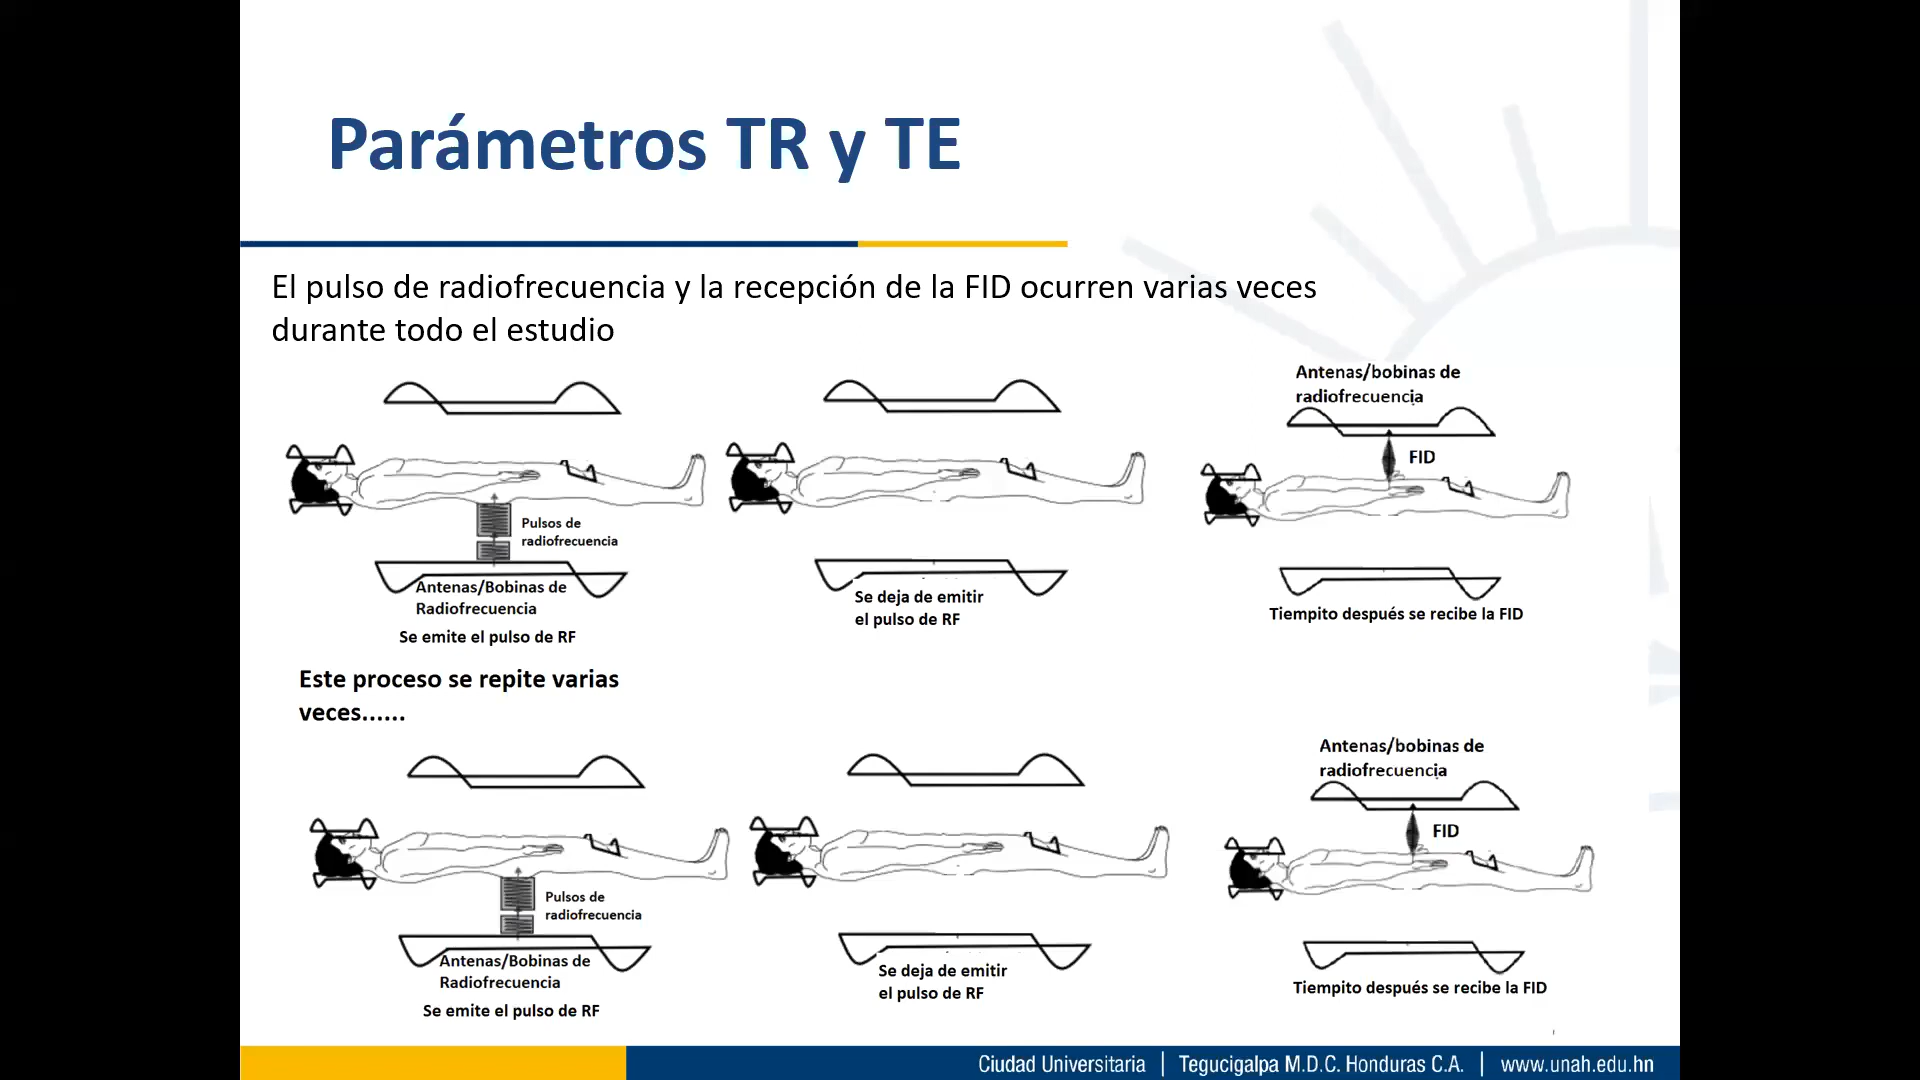 Parámetros TR y TE
El pulso de radiofrecuencia y la recepción de la FID ocurren varias veces
durante todo el estudio
Pulsos de
radiofrecuencia
Antenas/Bobinas de
Radiofrecuencia
Se emite el pulso de RF
Se deja de emitir
el pulso de RF
Antenas/bobinas de
radiofrecuencia
FID
Tiempito después se recibe la FID
Este proceso se repite varias
veces......
Pulsos de
radiofrecuencia
Antenas/Bobinas de
Radiofrecuencia
Se emite el pulso de RF
Se deja de emitir
el pulso de RF
Antenas/bobinas de
radiofrecuencia
FID
Tiempito después se recibe la FID
Ciudad Universitaria | Tegucigalpa M.D.C. Honduras C.A. | www.unah.edu.hn